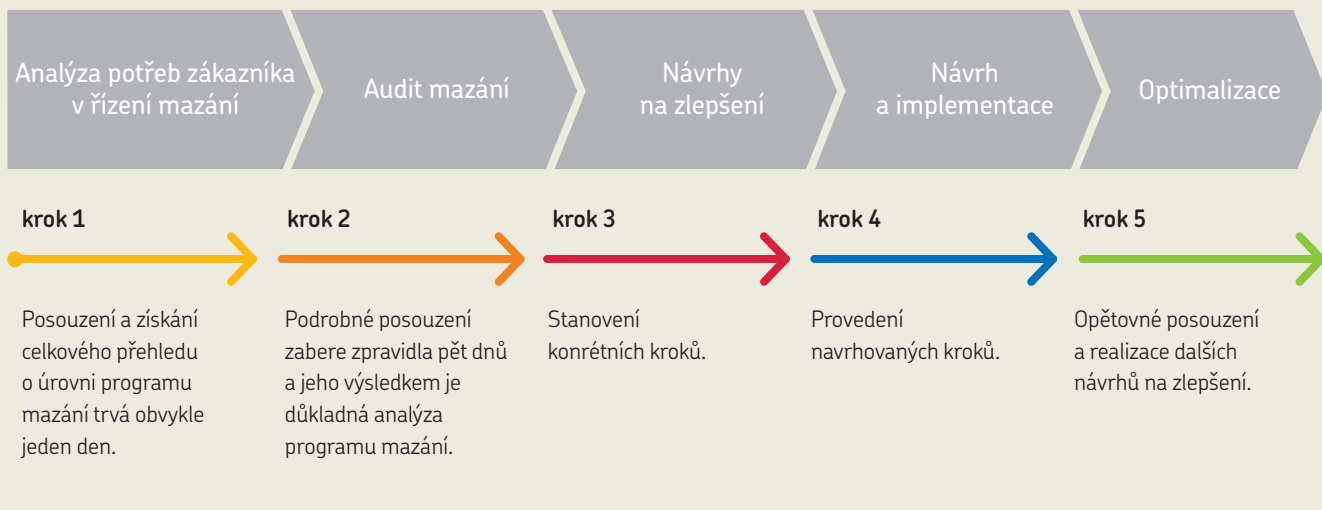 Analýza potřeb zákazníka
v řízení mazání
Audit mazání
Návrhy
na zlepšení
Návrh
a implementace
Optimalizace
krok 1
krok 2
krok 3
krok 4
krok 5
Posouzení a získání
celkového přehledu
o úrovni programu
mazání trvá obvykle
jeden den.
Podrobné posouzení
zabere zpravidla pět dnů
a jeho výsledkem je
důkladná analýza
programu mazání.
Stanovení
konrétních kroků.
Provedení
navrhovaných kroků.
Opětovné posouzení
a realizace dalších
návrhů na zlepšení.